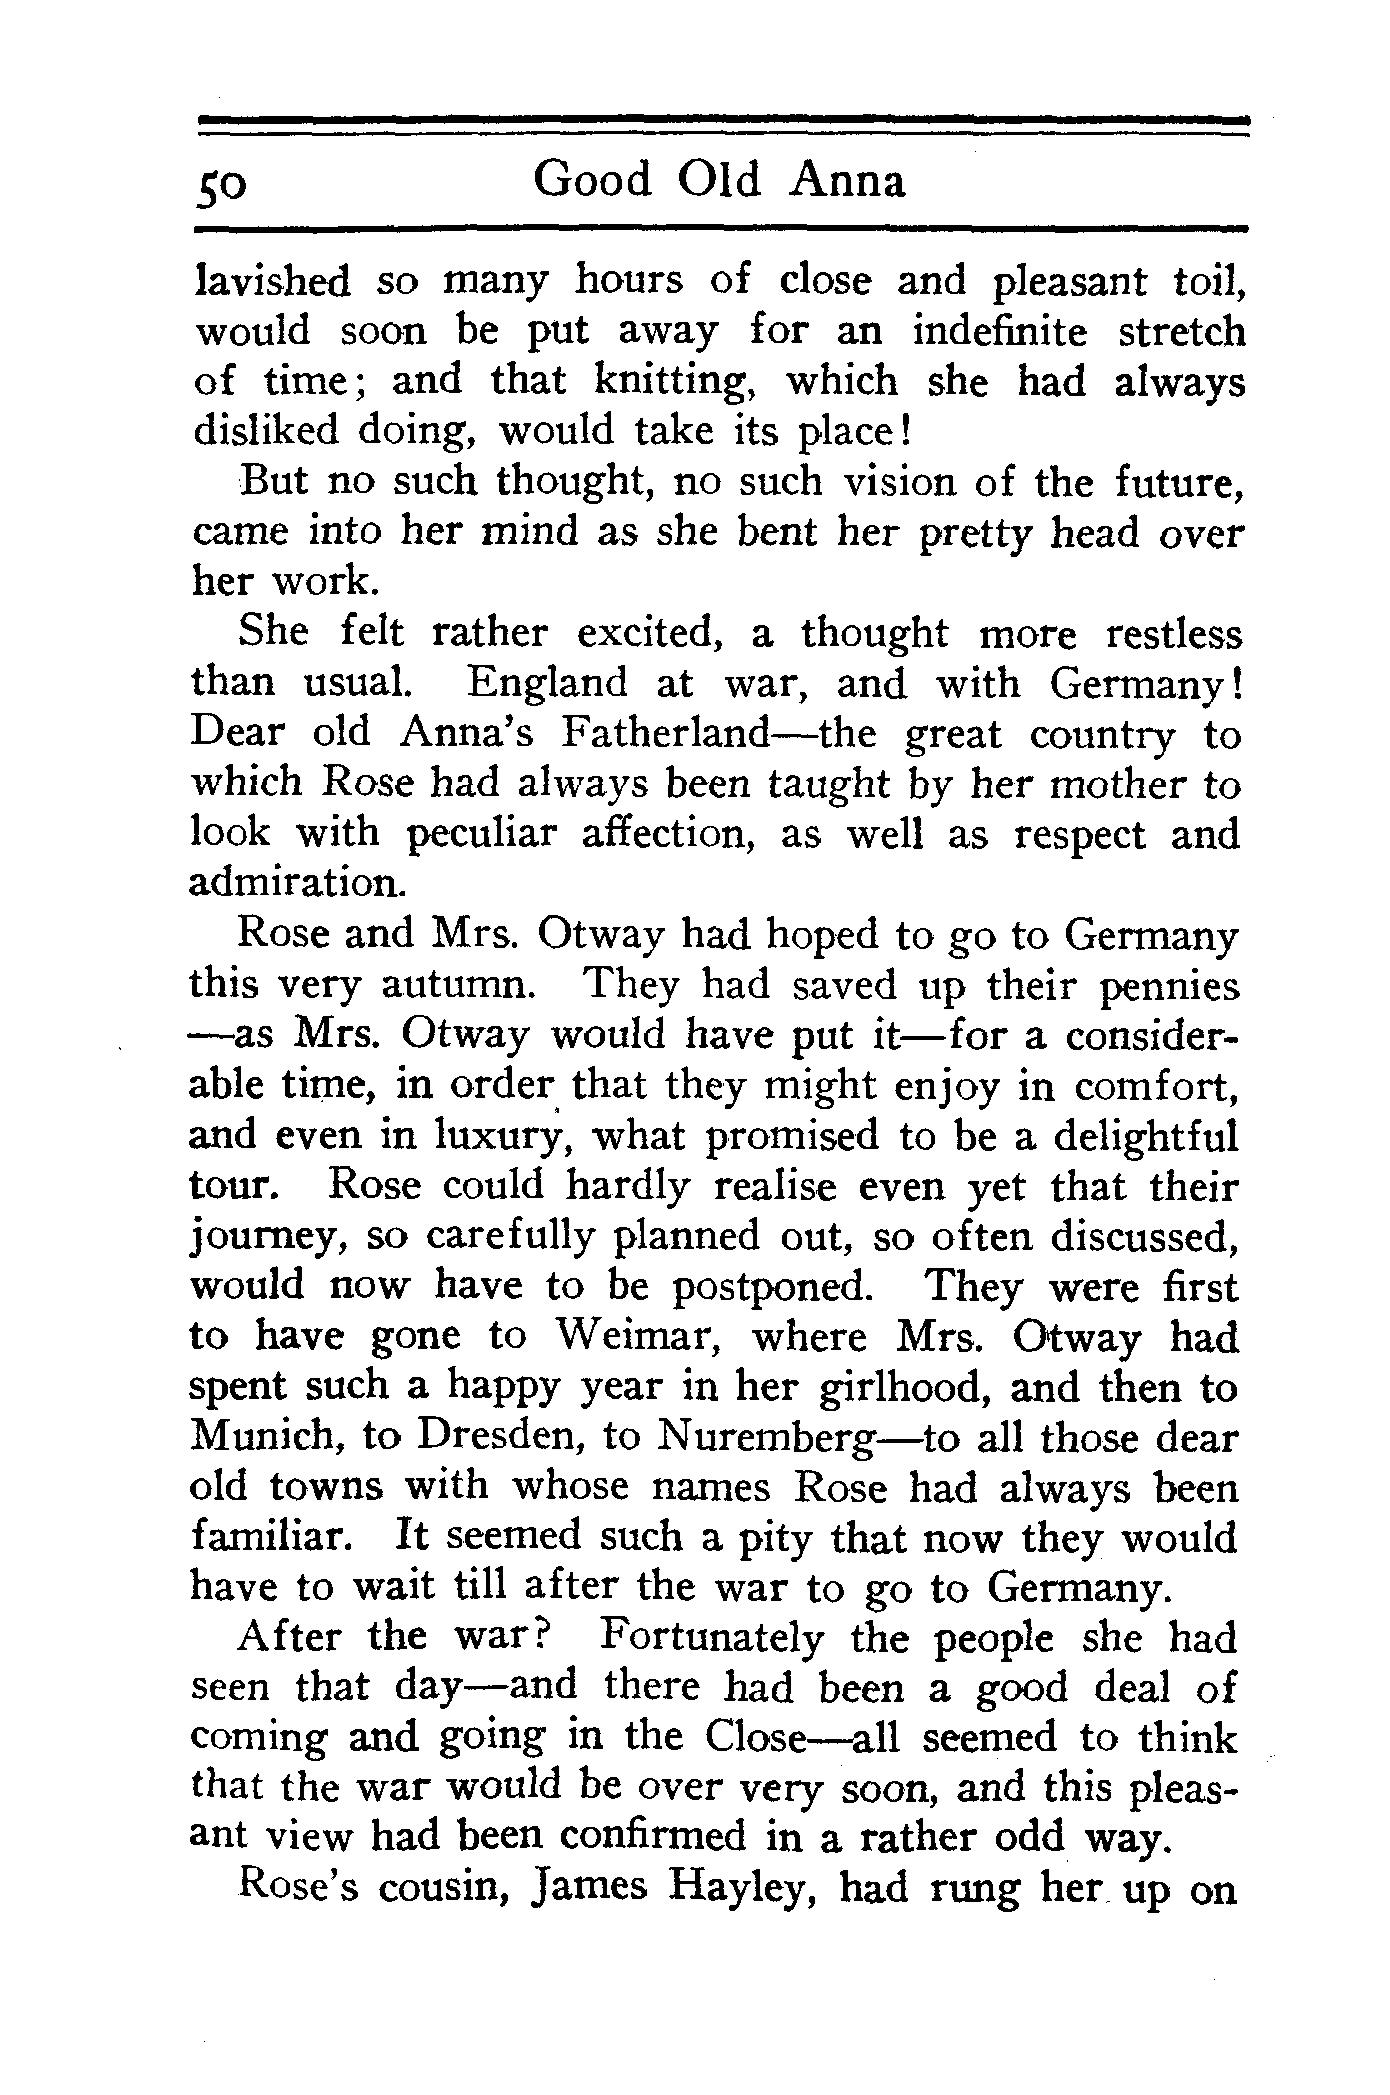 50 Good Old Anna
lavished so many hours of close and pleasant toil,
would soon be put away for an indefinite stretch
of time; and that knitting, which she had always
disliked doing, would take its place!
But no such thought, no such vision of the future,
came into her mind as she bent her pretty head over
her work.
She felt rather excited, a thought more restless
than usual. England at war, and with Germany!
Dear old Anna's Fatherland—the great country to
which Rose had always been taught by her mother to
look with peculiar affection, as well as respect and
admiration.
Rose and Mrs. Otway had hoped to go to Germany
this very autumn. They had saved up their pennies
—as Mrs. Otway would have put it—for a consider-
able time, in order that they might enjoy in comfort,
and even in luxury, what promised to be a delightful
tour. Rose could hardly realise even yet that their
journey, so carefully planned out, so often discussed,
would now have to be postponed. They were first
to have gone to Weimar, where Mrs. Otway had
spent such a happy year in her girlhood, and then to
Munich, to Dresden, to Nuremberg—to all those dear
old towns with whose names Rose had always been
familiar. It seemed such a pity that now they would
have to wait till after the war to go to Germany.
After the war? Fortunately the people she had
seen that day—and there had been a good deal of
coming and going in the Close—all seemed to think
that the war would be over very soon, and this pleas-
ant view had been confirmed in a rather odd way.
Rose's cousin, James Hayley, had rung her up on